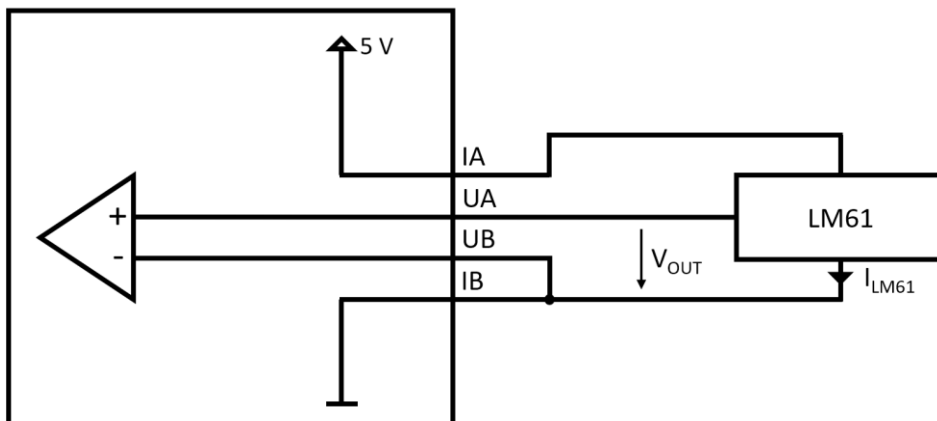 5 V
IA
UA
+
LM61
UB
-
V_OUT
IB
I_LM61